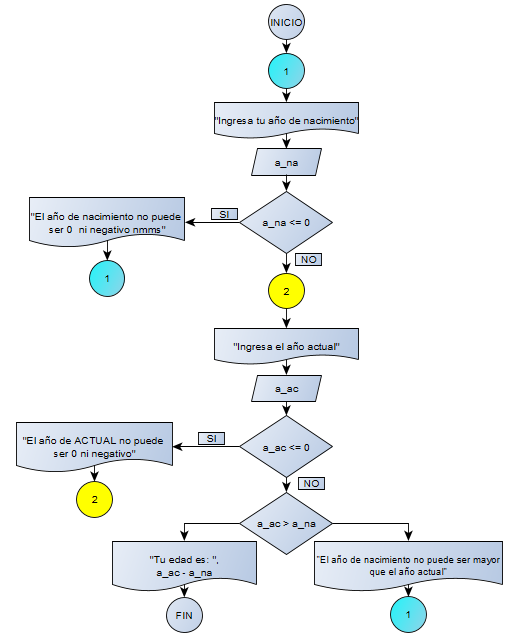 INICIO
1
"Ingresa tu año de nacimiento"
a_na
a_na <= 0
SI
"El año de nacimiento no puede
ser 0 ni negativo nmms"
1
NO
2
"Ingresa el año actual"
a_ac
a_ac <= 0
SI
"El año de ACTUAL no puede
ser 0 ni negativo"
2
NO
a_ac > a_na
"Tu edad es: ",
a_ac - a_na
FIN
"El año de nacimiento no puede ser mayor
que el año actual"
1